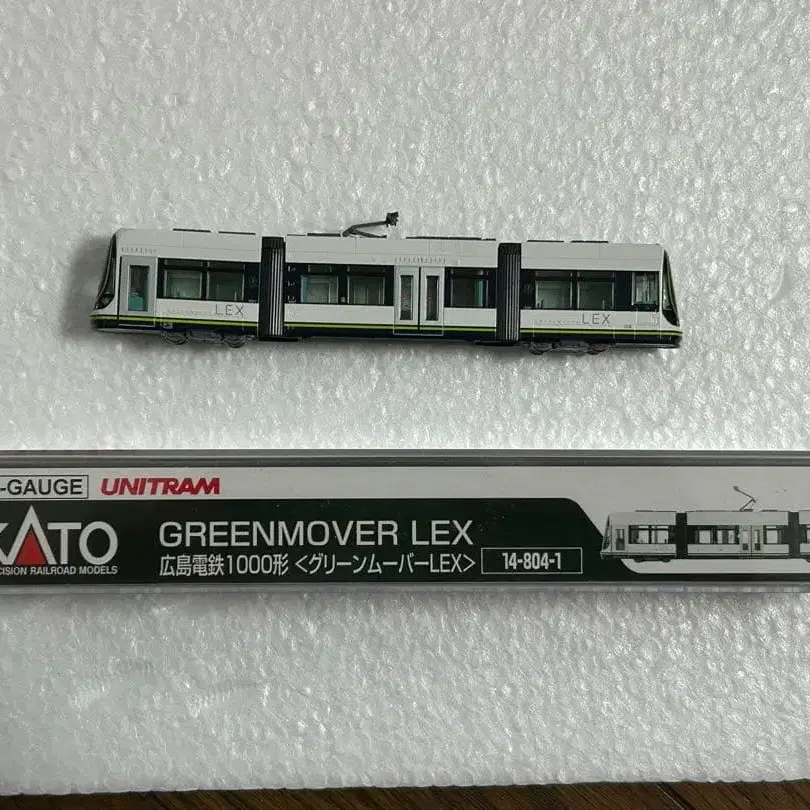 LEX
LEX
-GAUGE UNITRAM
KATO
CISION RAILROAD MODELS
GREENMOVER LEX
広島電鉄1000形 <グリーンムーバーLEX> 14-804-1